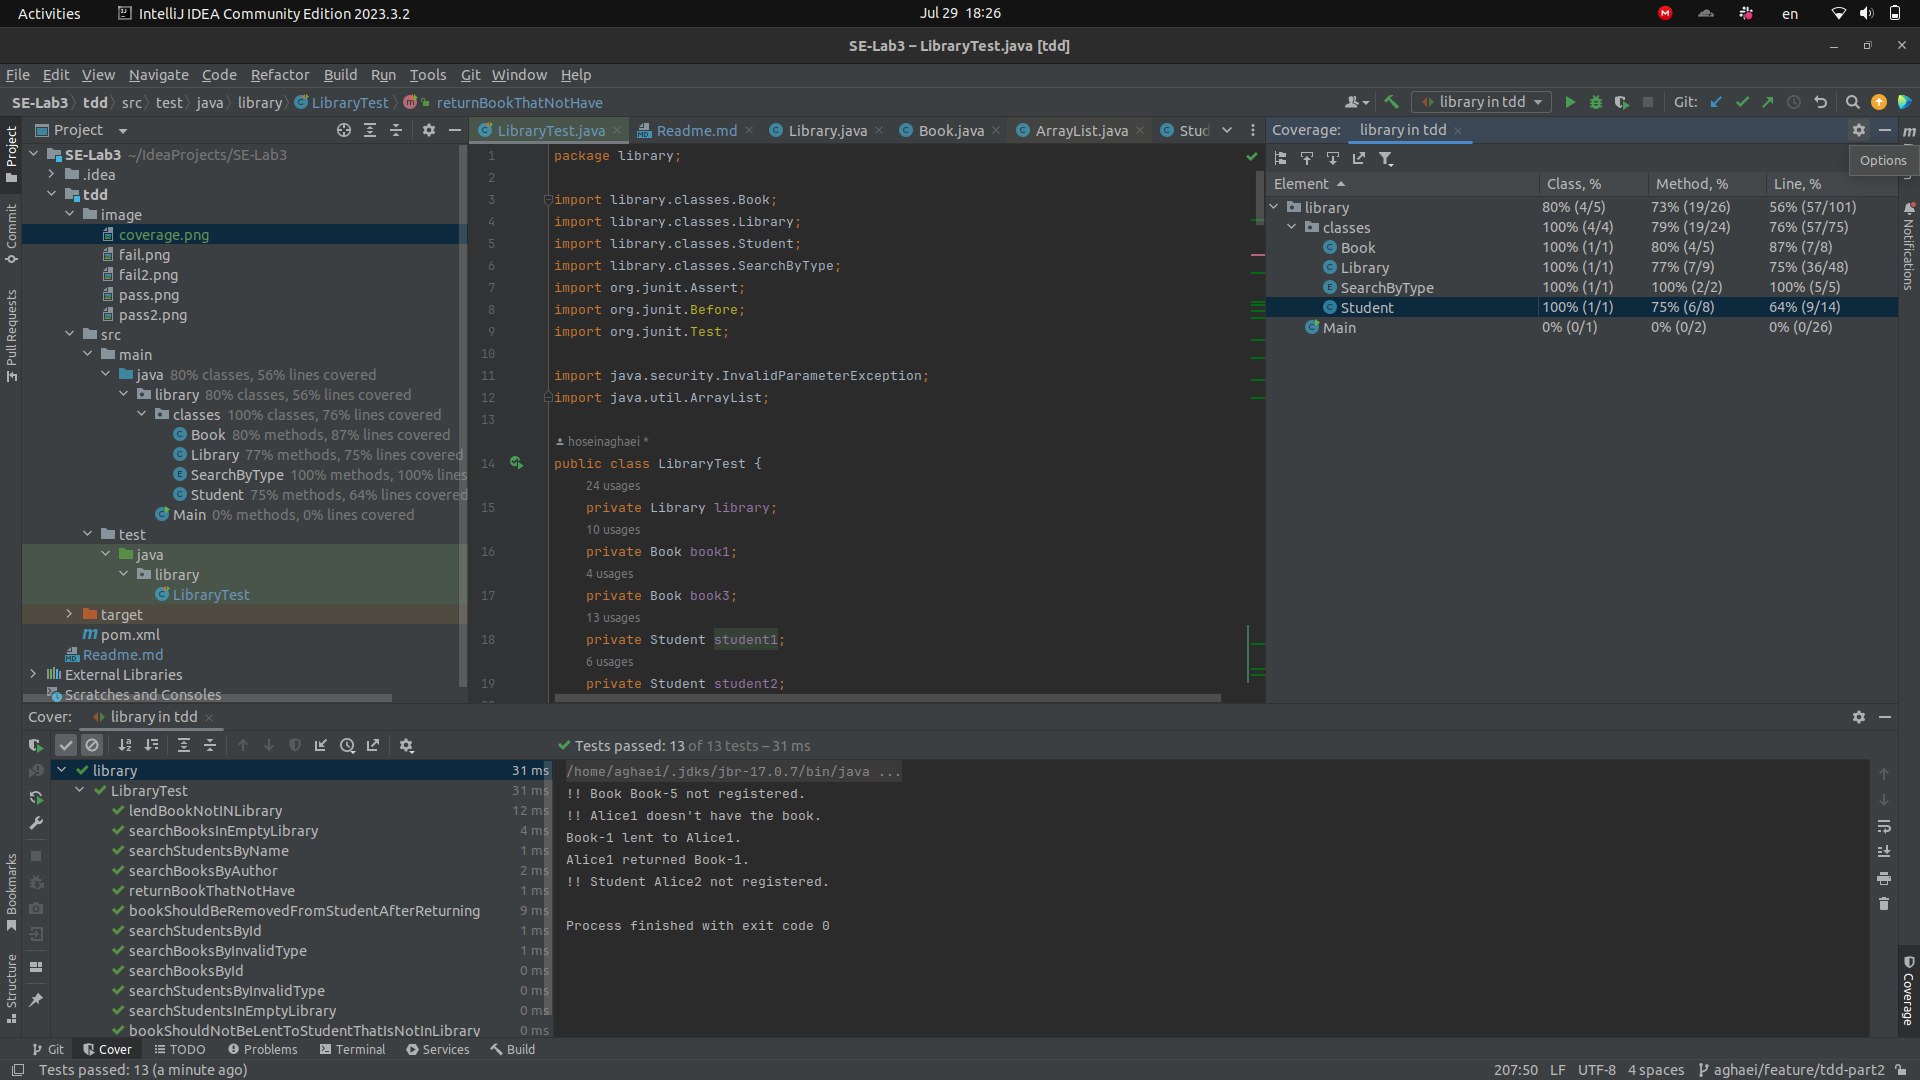 Activities
IntelliJ IDEA Community Edition 2023.3.2
Jul 29 18:26
en
SE-Lab3 – LibraryTest.java [tdd]
File Edit View Navigate Code Refactor Build Run Tools Git Window Help
SE-Lab3 tdd src test java library LibraryTest returnBookThatNotHave
library in tdd
Git:
Project
LibraryTest.java
Readme.md
Library.java
Book.java
ArrayList.java
Stud
Coverage: library in tdd
Options
SE-Lab3 ~/IdeaProjects/SE-Lab3
.idea
tdd
image
coverage.png
fail.png
fail2.png
pass.png
pass2.png
src
main
java 80% classes, 56% lines covered
library 80% classes, 56% lines covered
classes 100% classes, 76% lines covered
Book 80% methods, 87% lines covered
Library 77% methods, 75% lines covered
SearchByType 100% methods, 100% lines
Student 75% methods, 64% lines covered
Main 0% methods, 0% lines covered
test
java
library
LibraryTest
target
pom.xml
Readme.md
External Libraries
Scratches and Consoles
Project
Commit
Pull Requests
Bookmarks
Structure
1 package library;
2
3 import library.classes.Book;
4 import library.classes.Library;
5 import library.classes.Student;
6 import library.classes.SearchByType;
7 import org.junit.Assert;
8 import org.junit.Before;
9 import org.junit.Test;
10
11 import java.security.InvalidParameterException;
12 import java.util.ArrayList;
13
hoseinaghaei *
14 public class LibraryTest {
24 usages
15 private Library library;
10 usages
16 private Book book1;
4 usages
17 private Book book3;
13 usages
18 private Student student1;
6 usages
19 private Student student2;
Element Class, % Method, % Line, %
library 80% (4/5) 73% (19/26) 56% (57/101)
classes 100% (4/4) 79% (19/24) 76% (57/75)
Book 100% (1/1) 80% (4/5) 87% (7/8)
Library 100% (1/1) 77% (7/9) 75% (36/48)
SearchByType 100% (1/1) 100% (2/2) 100% (5/5)
Student 100% (1/1) 75% (6/8) 64% (9/14)
Main 0% (0/1) 0% (0/2) 0% (0/26)
Notifications
Coverage
Cover: library in tdd
Tests passed: 13 of 13 tests – 31 ms
library 31 ms
LibraryTest 31 ms
lendBookNotINLibrary 12 ms
searchBooksInEmptyLibrary 4 ms
searchStudentsByName 1 ms
searchBooksByAuthor 2 ms
returnBookThatNotHave 1 ms
bookShouldBeRemovedFromStudentAfterReturning 9 ms
searchStudentsById 1 ms
searchBooksByInvalidType 1 ms
searchBooksById 0 ms
searchStudentsByInvalidType 0 ms
searchStudentsInEmptyLibrary 0 ms
bookShouldNotBeLentToStudentThatIsNotInLibrary 0 ms
/home/aghaei/.jdks/jbr-17.0.7/bin/java ...
!! Book Book-5 not registered.
!! Alice1 doesn't have the book.
Book-1 lent to Alice1.
Alice1 returned Book-1.
!! Student Alice2 not registered.
Process finished with exit code 0
Git Cover TODO Problems Terminal Services Build
Tests passed: 13 (a minute ago)
207:50 LF UTF-8 4 spaces aghaei/feature/tdd-part2